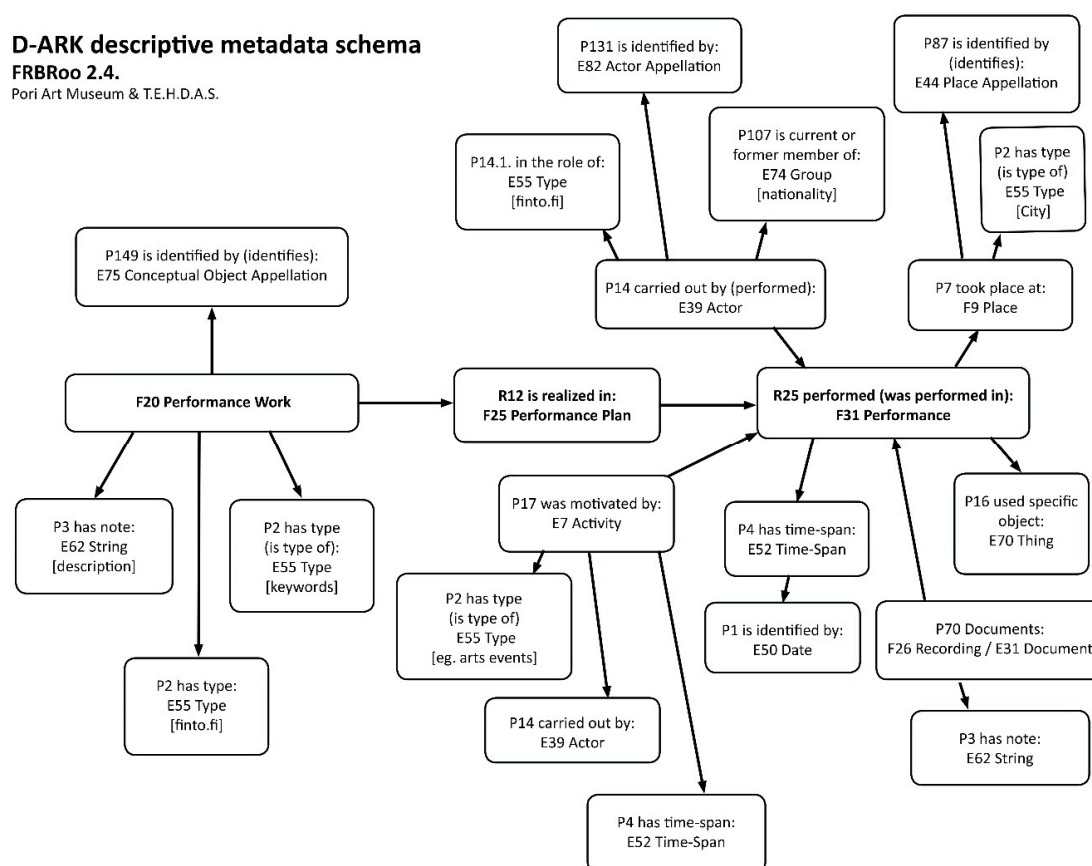 D-ARK descriptive metadata schema
FRBRoo 2.4.
Pori Art Museum & T.E.H.D.A.S.
P131 is identified by:
E82 Actor Appellation
P87 is identified by
(identifies):
E44 Place Appellation
P14.1. in the role of:
E55 Type
[finto.fi]
P107 is current or
former member of:
E74 Group
[nationality]
P2 has type
(is type of)
E55 Type
[City]
P149 is identified by (identifies):
E75 Conceptual Object Appellation
P14 carried out by (performed):
E39 Actor
P7 took place at:
F9 Place
F20 Performance Work
R12 is realized in:
F25 Performance Plan
R25 performed (was performed in):
F31 Performance
P3 has note:
E62 String
[description]
P2 has type
(is type of):
E55 Type
[keywords]
P17 was motivated by:
E7 Activity
P4 has time-span:
E52 Time-Span
P16 used specific
object:
E70 Thing
P2 has type
(is type of)
E55 Type
[eg. arts events]
P1 is identified by:
E50 Date
P70 Documents:
F26 Recording / E31 Document
P2 has type:
E55 Type
[finto.fi]
P14 carried out by:
E39 Actor
P3 has note:
E62 String
P4 has time-span:
E52 Time-Span